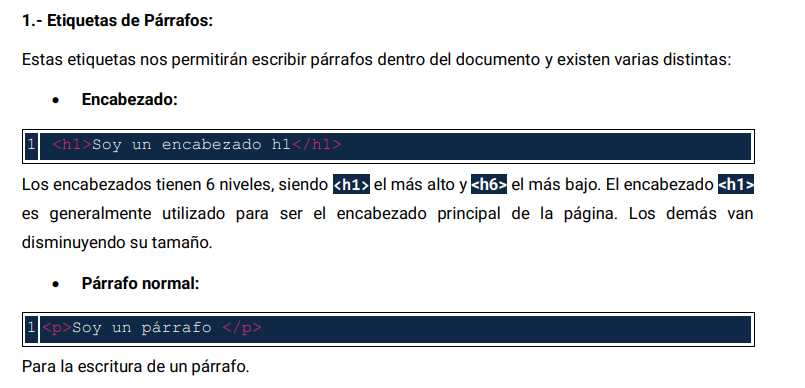 1.- Etiquetas de Párrafos:
Estas etiquetas nos permitirán escribir párrafos dentro del documento y existen varias distintas:
• Encabezado:
1 <h1>Soy un encabezado h1</h1>
Los encabezados tienen 6 niveles, siendo <h1> el más alto y <h6> el más bajo. El encabezado <h1>
es generalmente utilizado para ser el encabezado principal de la página. Los demás van
disminuyendo su tamaño.
• Párrafo normal:
1 <p>Soy un párrafo </p>
Para la escritura de un párrafo.